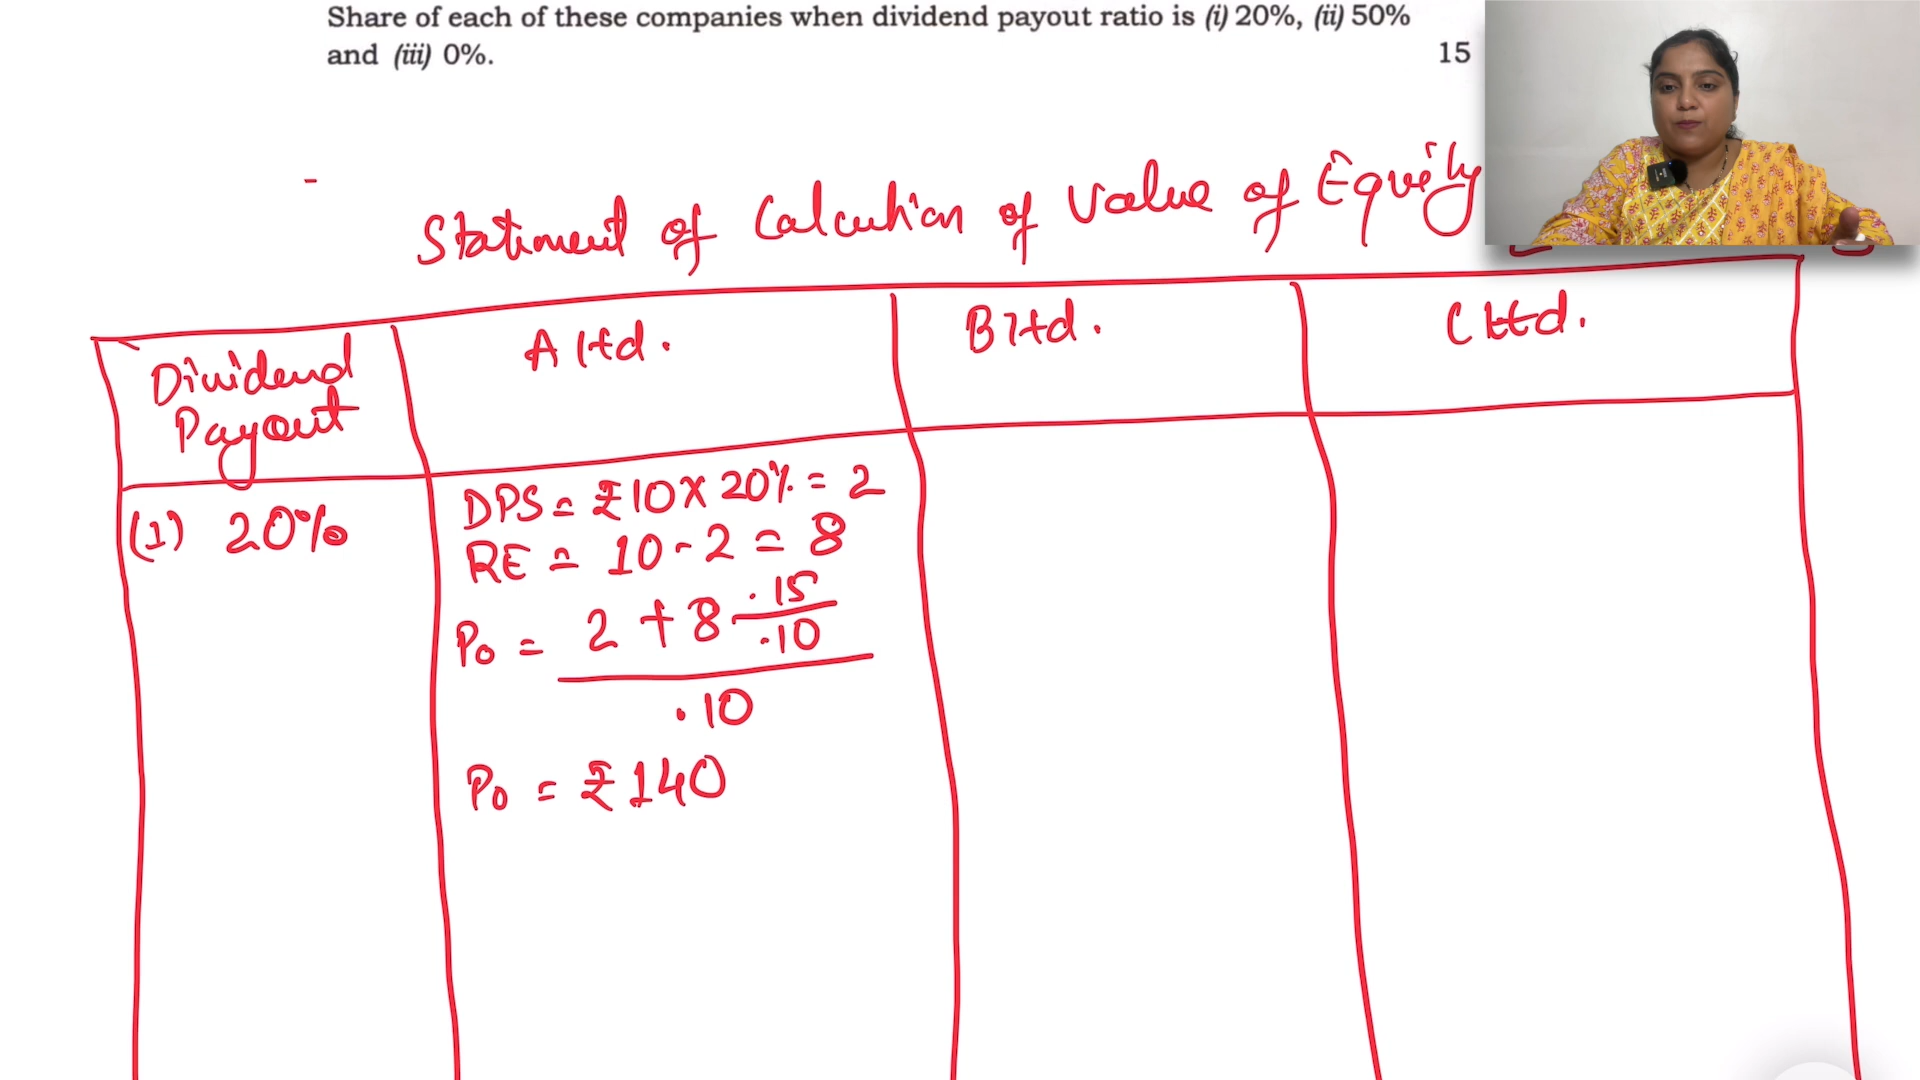 Share of each of these companies when dividend payout ratio is (i) 20%, (ii) 50%
and (iii) 0%.
15
Statement of Calculation of Value of Equity
Dividend
Payout
A ltd.
B ltd.
C Ltd.
(1) 20%
DPS = ₹10 X 20% = 2
RE = 10 - 2 = 8
P0 = 2 + 8 .15/.10
.10
P0 = ₹140